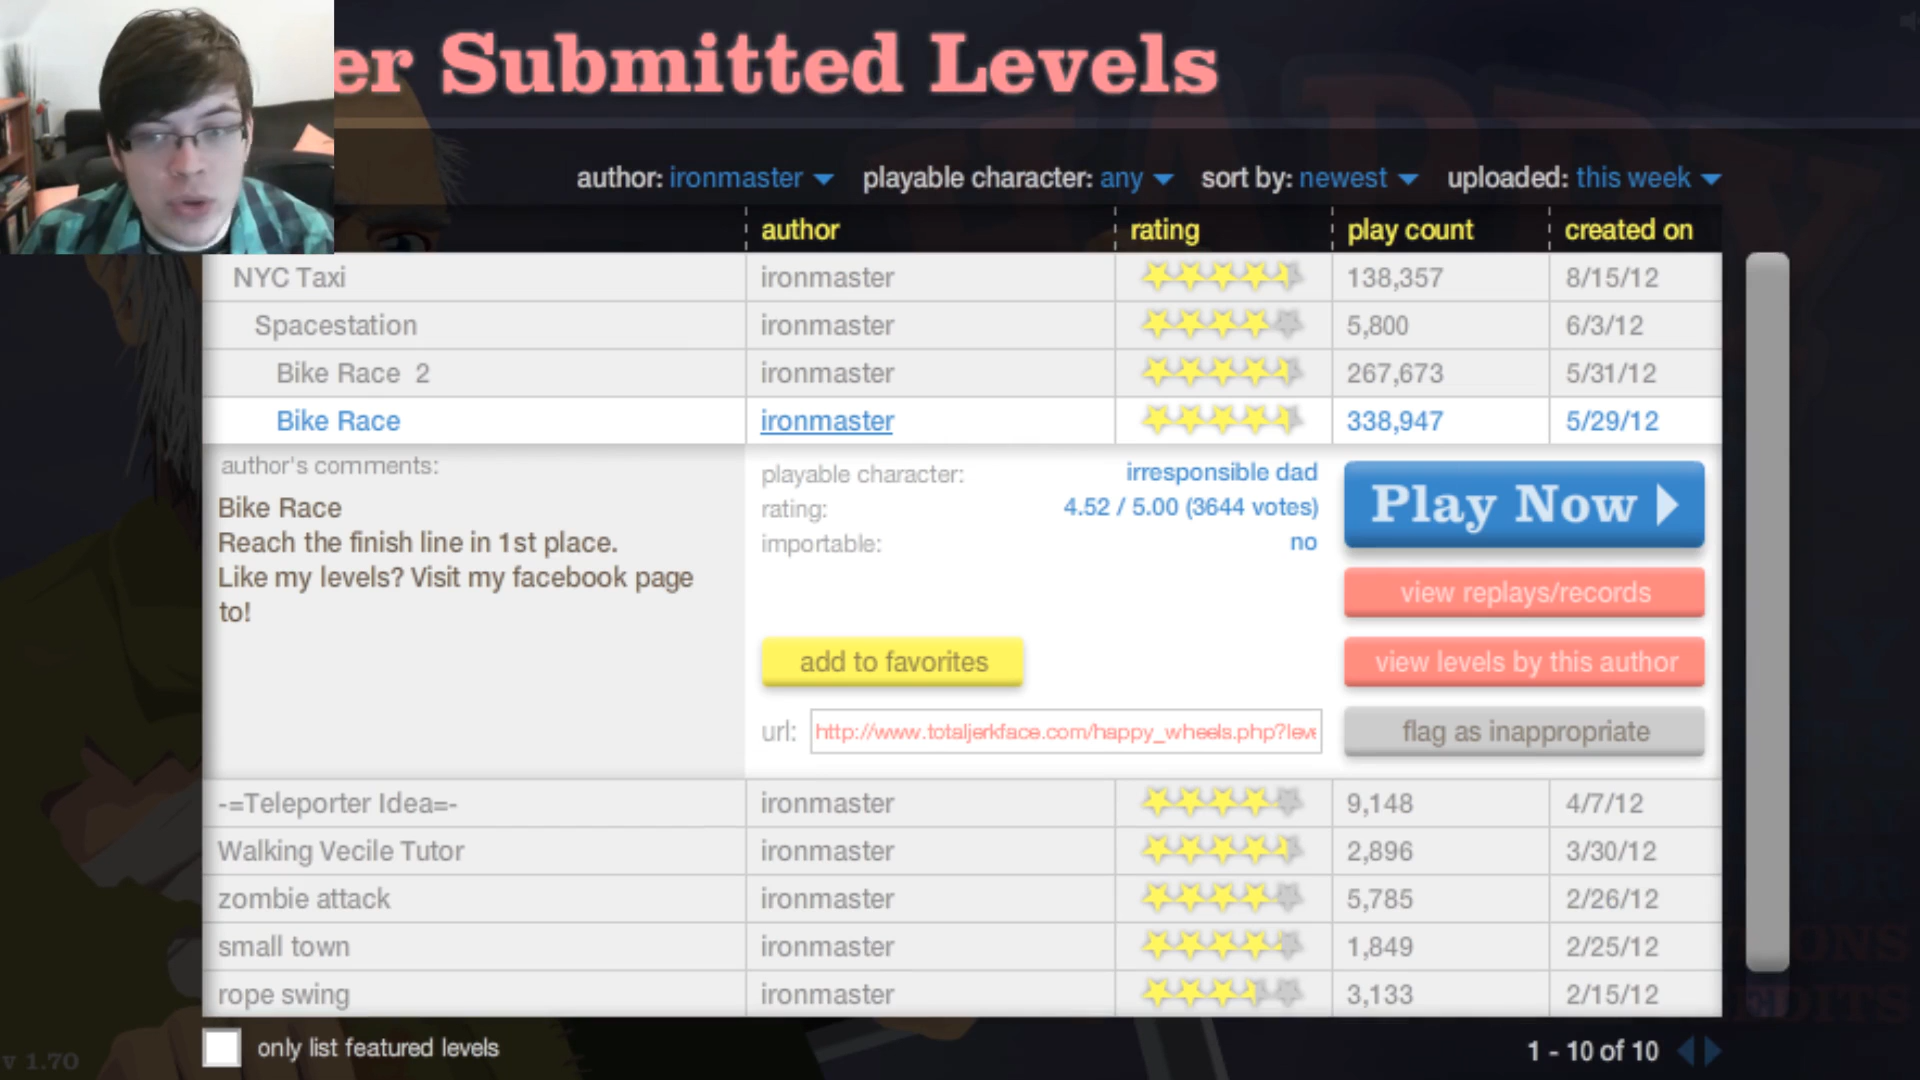 er Submitted Levels
author: ironmaster playable character: any sort by: newest uploaded: this week
author rating play count created on
NYC Taxi ironmaster 138,357 8/15/12
Spacestation ironmaster 5,800 6/3/12
Bike Race 2 ironmaster 267,673 5/31/12
Bike Race ironmaster 338,947 5/29/12
author's comments:
Bike Race
Reach the finish line in 1st place.
Like my levels? Visit my facebook page
to!
playable character: irresponsible dad
rating: 4.52 / 5.00 (3644 votes)
importable: no
add to favorites
url: http://www.totaljerkface.com/happy_wheels.php?leve
Play Now
view replays/records
view levels by this author
flag as inappropriate
-=Teleporter Idea=- ironmaster 9,148 4/7/12
Walking Vecile Tutor ironmaster 2,896 3/30/12
zombie attack ironmaster 5,785 2/26/12
small town ironmaster 1,849 2/25/12
rope swing ironmaster 3,133 2/15/12
only list featured levels
1 - 10 of 10
v 1.70